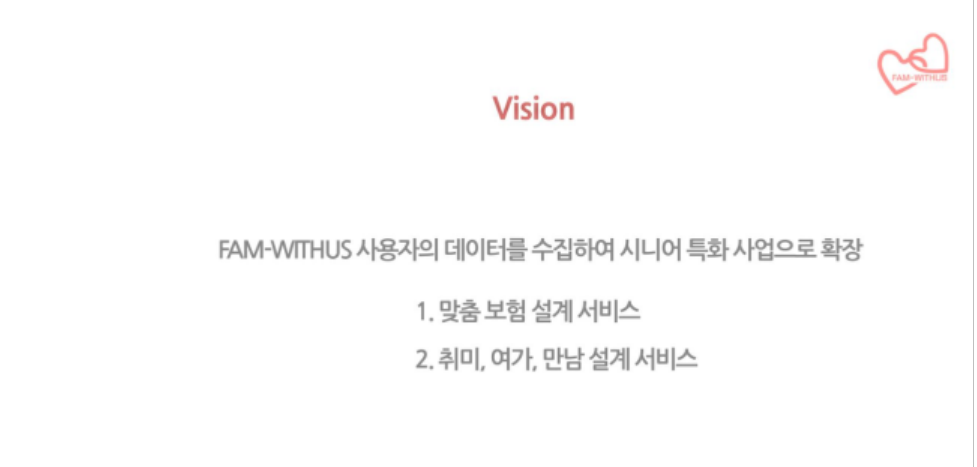 FAM-WITHUS
Vision
FAM-WITHUS 사용자의 데이터를 수집하여 시니어 특화 사업으로 확장
1. 맞춤 보험 설계 서비스
2. 취미, 여가, 만남 설계 서비스